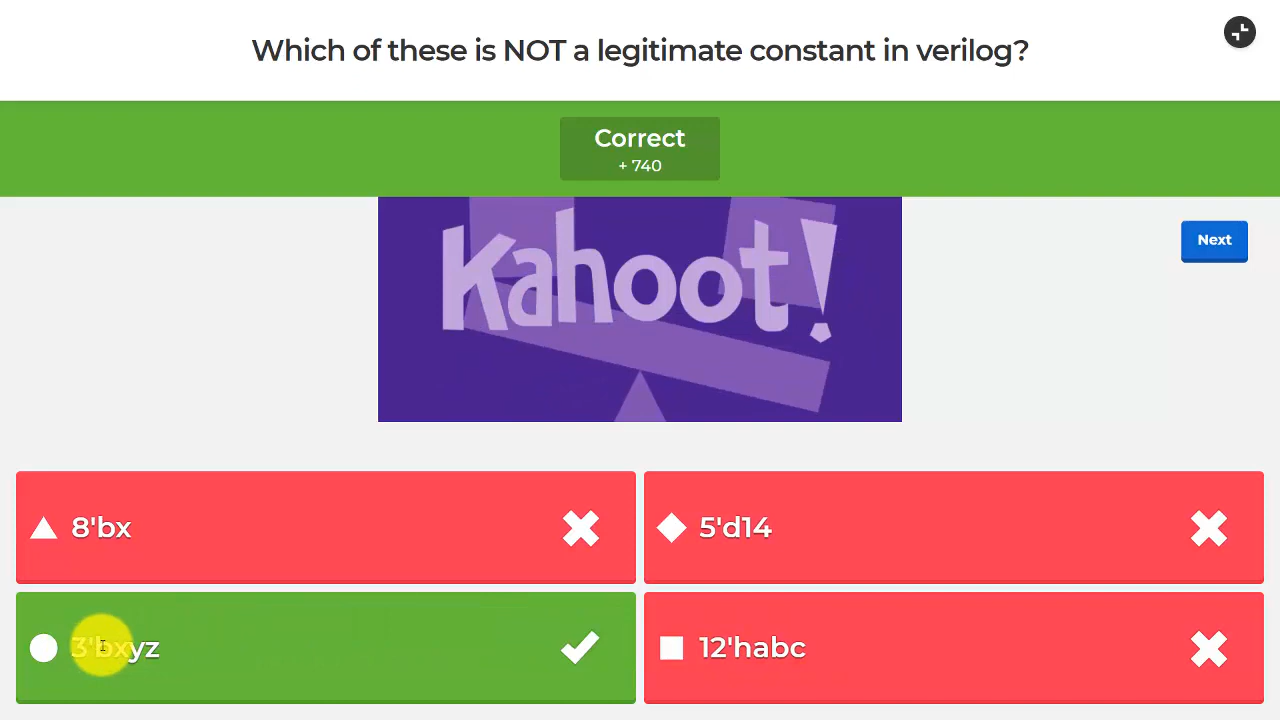 Which of these is NOT a legitimate constant in verilog?
Correct
+ 740
Kahoot!
Next
8'bx
5'd14
3'bxyz
12'habc